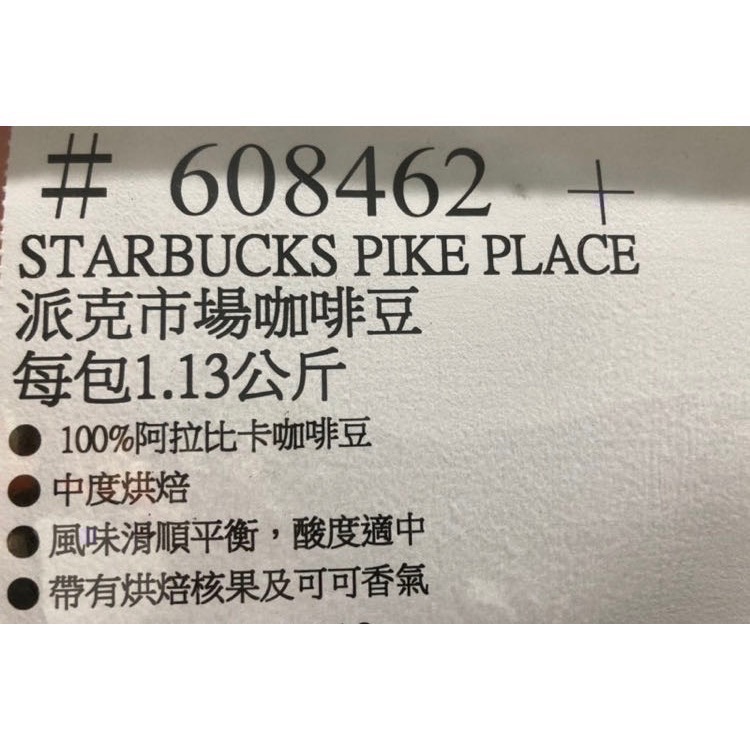 # 608462 +
STARBUCKS PIKE PLACE
派克市場咖啡豆
每包1.13公斤
● 100%阿拉比卡咖啡豆
● 中度烘焙
● 風味滑順平衡，酸度適中
● 帶有烘焙核果及可可香氣